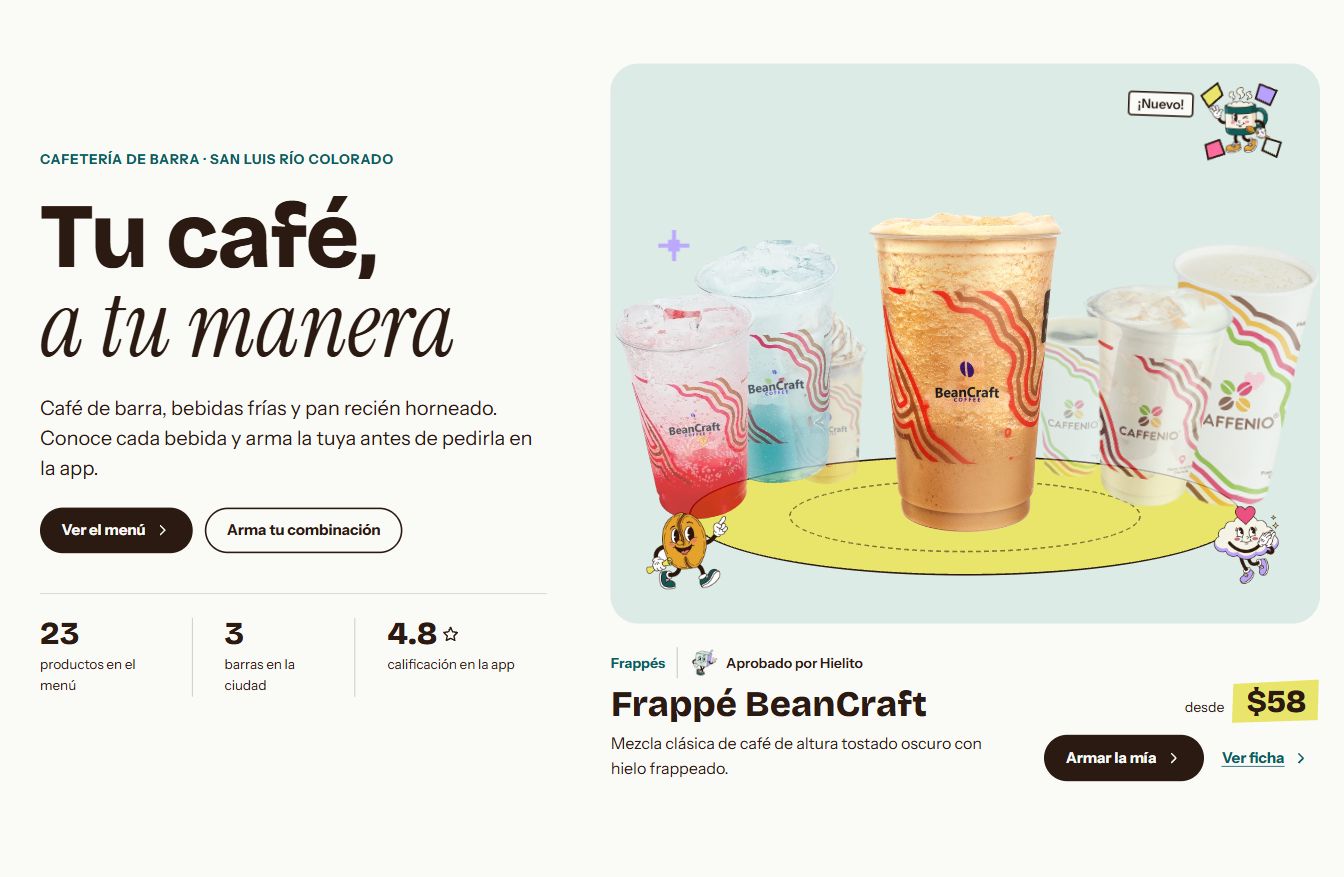 CAFETERÍA DE BARRA · SAN LUIS RÍO COLORADO
Tu café,
a tu manera
Café de barra, bebidas frías y pan recién horneado.
Conoce cada bebida y arma la tuya antes de pedirla en
la app.
Ver el menú
Arma tu combinación
23
productos en el
menú
3
barras en la
ciudad
4.8
calificación en la app
¡Nuevo!
BeanCraft
COFFEE
BeanCraft
COFFEE
BeanCraft
COFFEE
CAFFENIO
CAFFENIO
AFFENIO
Frappés
Aprobado por Hielito
Frappé BeanCraft
Mezcla clásica de café de altura tostado oscuro con
hielo frappeado.
desde
$58
Armar la mía
Ver ficha